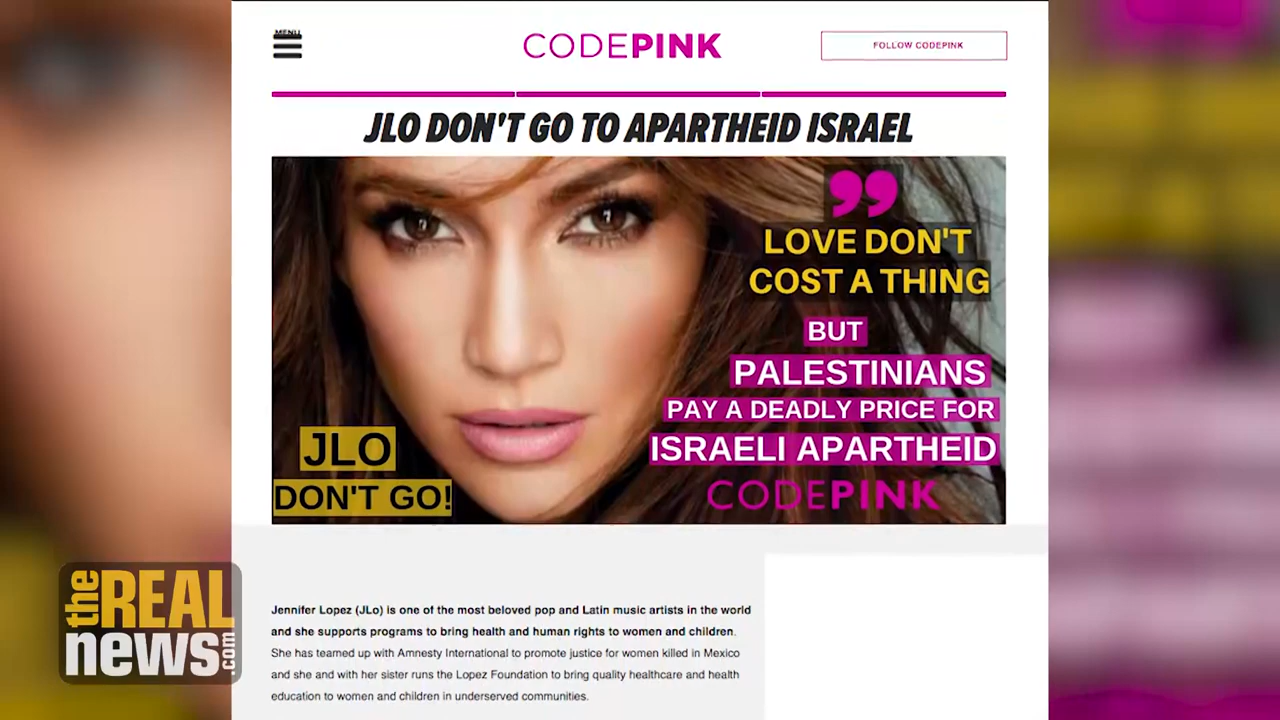 MENU
CODEPINK
FOLLOW CODEPINK
JLO DON'T GO TO APARTHEID ISRAEL
”
LOVE DON'T
COST A THING
BUT
PALESTINIANS
PAY A DEADLY PRICE FOR
ISRAELI APARTHEID
CODEPINK
JLO
DON'T GO!
Jennifer Lopez (JLo) is one of the most beloved pop and Latin music artists in the world
and she supports programs to bring health and human rights to women and children.
She has teamed up with Amnesty International to promote justice for women killed in Mexico
and she and with her sister runs the Lopez Foundation to bring quality healthcare and health
education to women and children in underserved communities.
the REAL
news.com